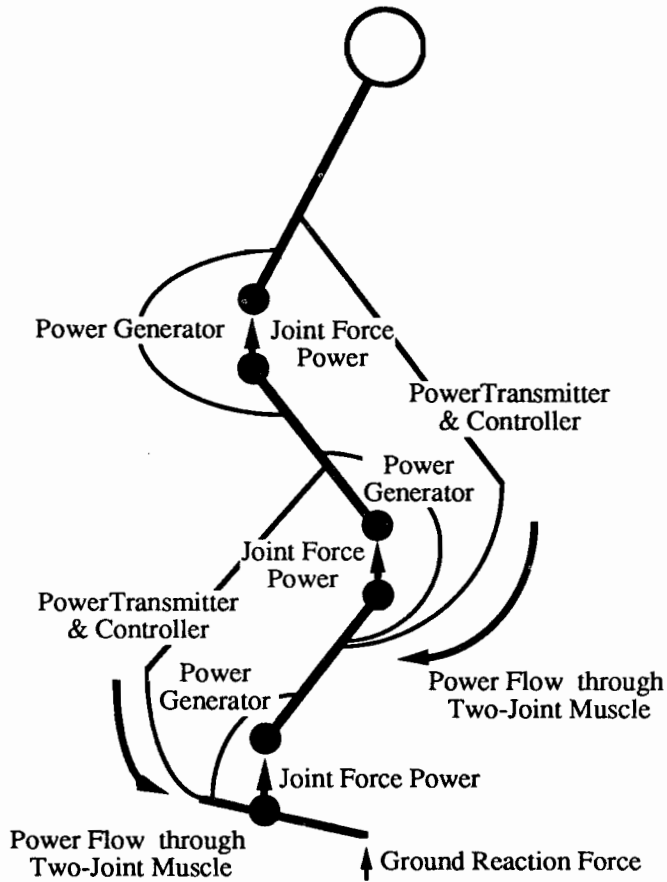 Power Generator
Joint Force
Power
PowerTransmitter
& Controller
Power
Generator
Joint Force
Power
PowerTransmitter
& Controller
Power
Generator
Power Flow through
Two-Joint Muscle
Joint Force Power
Power Flow through
Two-Joint Muscle
Ground Reaction Force